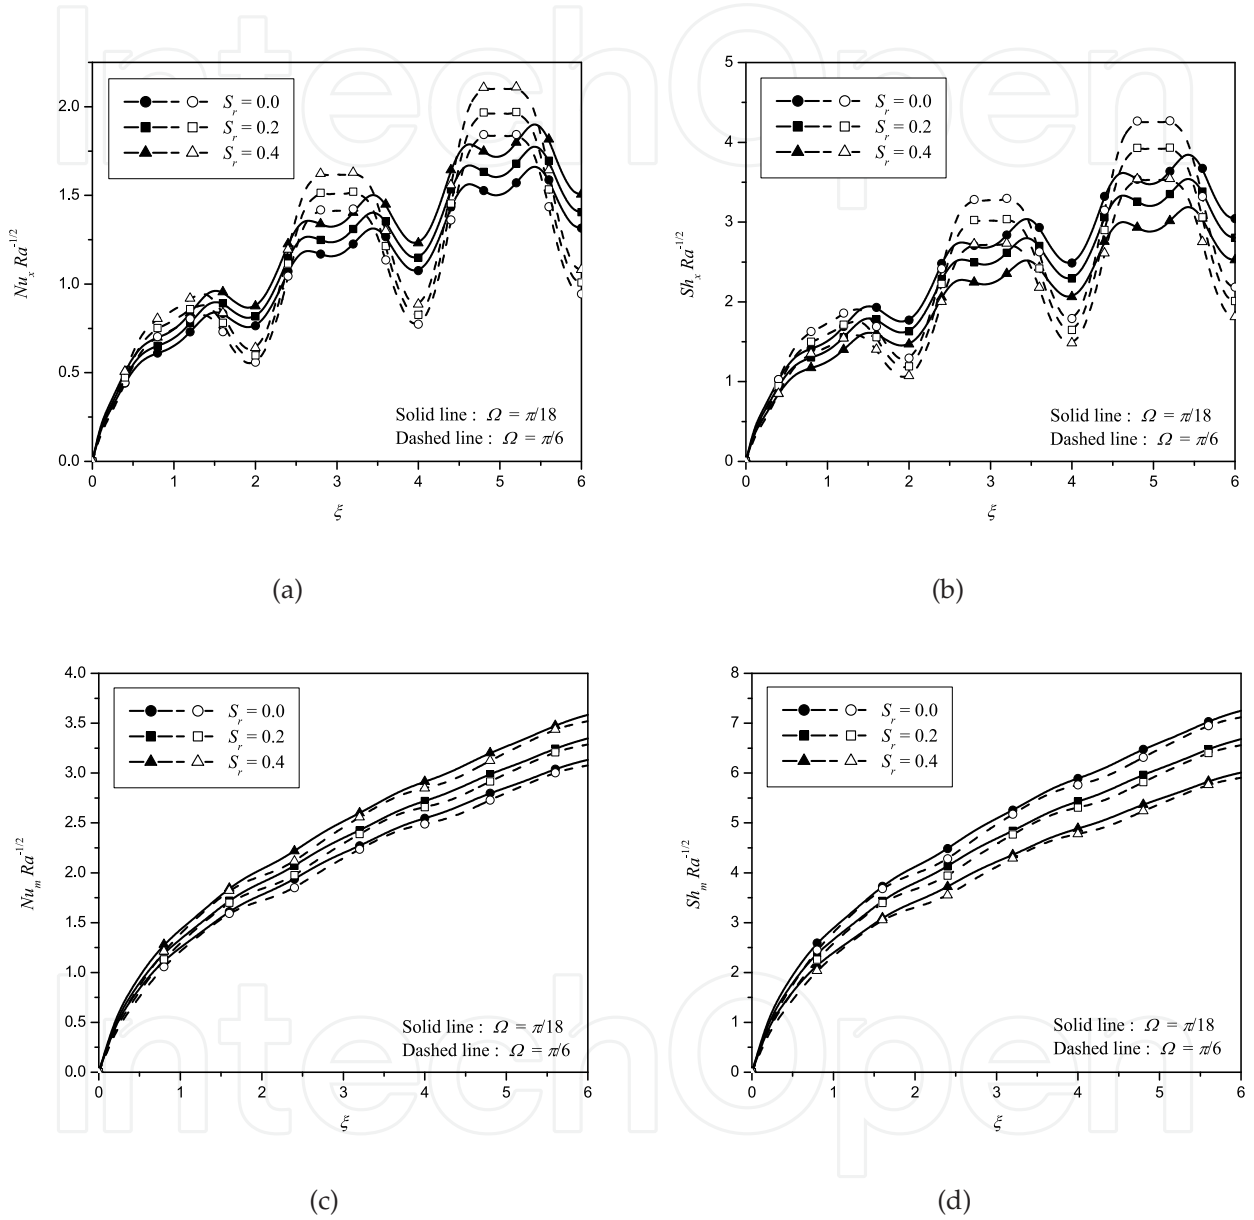 IntechOpen
Nu_x Ra^{-1/2}
2.0
1.5
1.0
0.5
0.0
S_r = 0.0
S_r = 0.2
S_r = 0.4
Solid line : Ω = π/18
Dashed line : Ω = π/6
0 1 2 3 4 5 6
ξ
(a)
Sh_x Ra^{-1/2}
5
4
3
2
1
0
S_r = 0.0
S_r = 0.2
S_r = 0.4
Solid line : Ω = π/18
Dashed line : Ω = π/6
0 1 2 3 4 5 6
ξ
(b)
Nu_m Ra^{-1/2}
4.0
3.5
3.0
2.5
2.0
1.5
1.0
0.5
0.0
S_r = 0.0
S_r = 0.2
S_r = 0.4
Solid line : Ω = π/18
Dashed line : Ω = π/6
0 1 2 3 4 5 6
ξ
(c)
Sh_m Ra^{-1/2}
8
7
6
5
4
3
2
1
0
S_r = 0.0
S_r = 0.2
S_r = 0.4
Solid line : Ω = π/18
Dashed line : Ω = π/6
0 1 2 3 4 5 6
ξ
(d)
IntechOpen